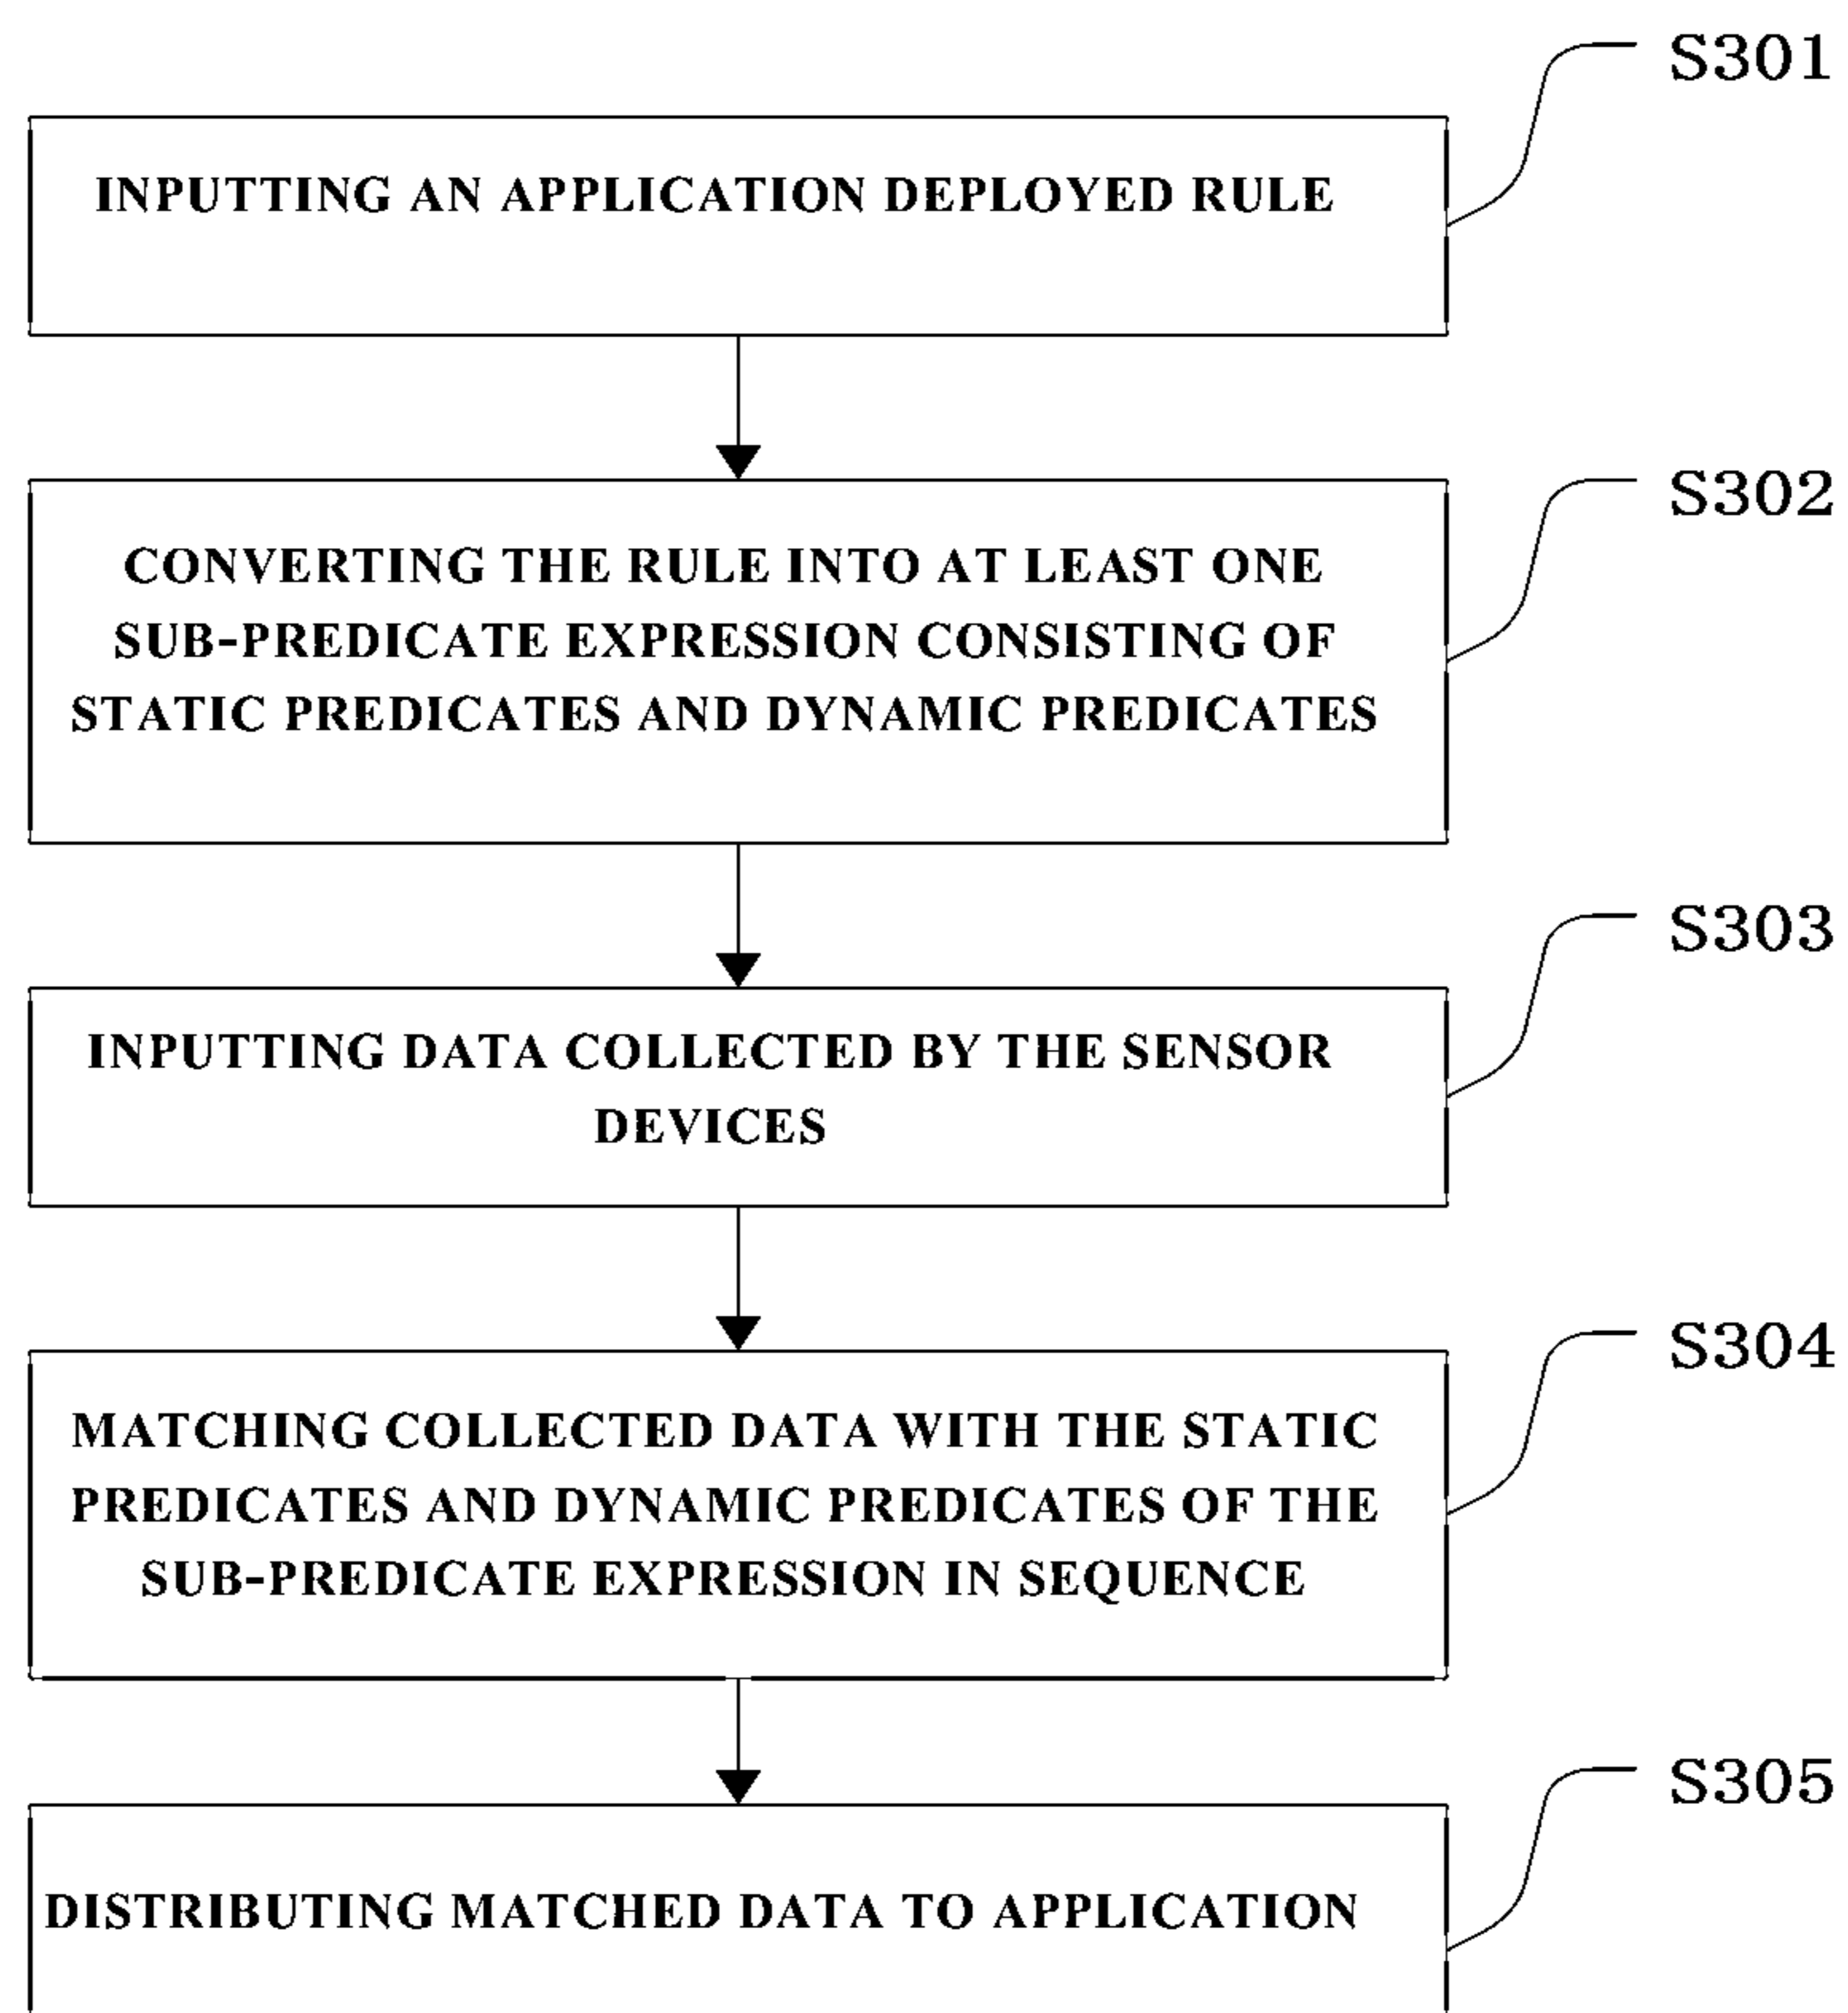 S301
INPUTTING AN APPLICATION DEPLOYED RULE
S302
CONVERTING THE RULE INTO AT LEAST ONE
SUB-PREDICATE EXPRESSION CONSISTING OF
STATIC PREDICATES AND DYNAMIC PREDICATES
S303
INPUTTING DATA COLLECTED BY THE SENSOR
DEVICES
S304
MATCHING COLLECTED DATA WITH THE STATIC
PREDICATES AND DYNAMIC PREDICATES OF THE
SUB-PREDICATE EXPRESSION IN SEQUENCE
S305
DISTRIBUTING MATCHED DATA TO APPLICATION